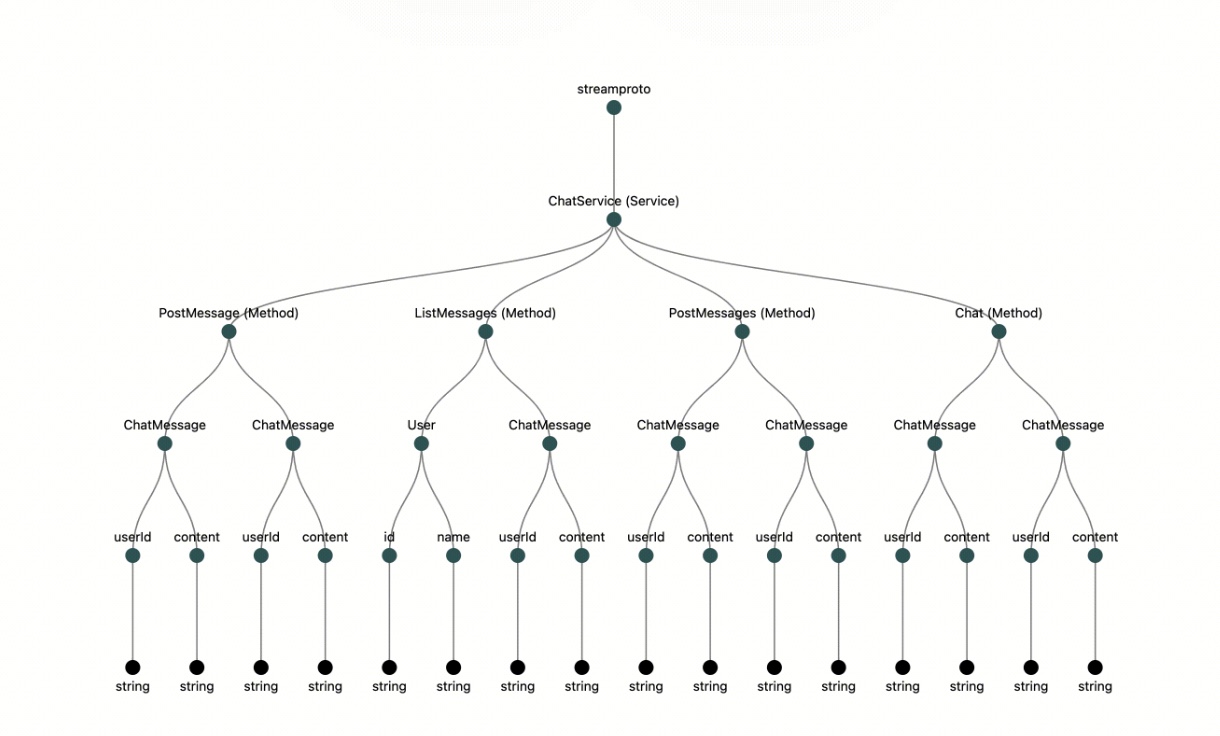 streamproto
ChatService (Service)
PostMessage (Method) ListMessages (Method) PostMessages (Method) Chat (Method)
ChatMessage ChatMessage User ChatMessage ChatMessage ChatMessage ChatMessage ChatMessage
userId content userId content id name userId content userId content userId content userId content userId content
string string string string string string string string string string string string string string string string